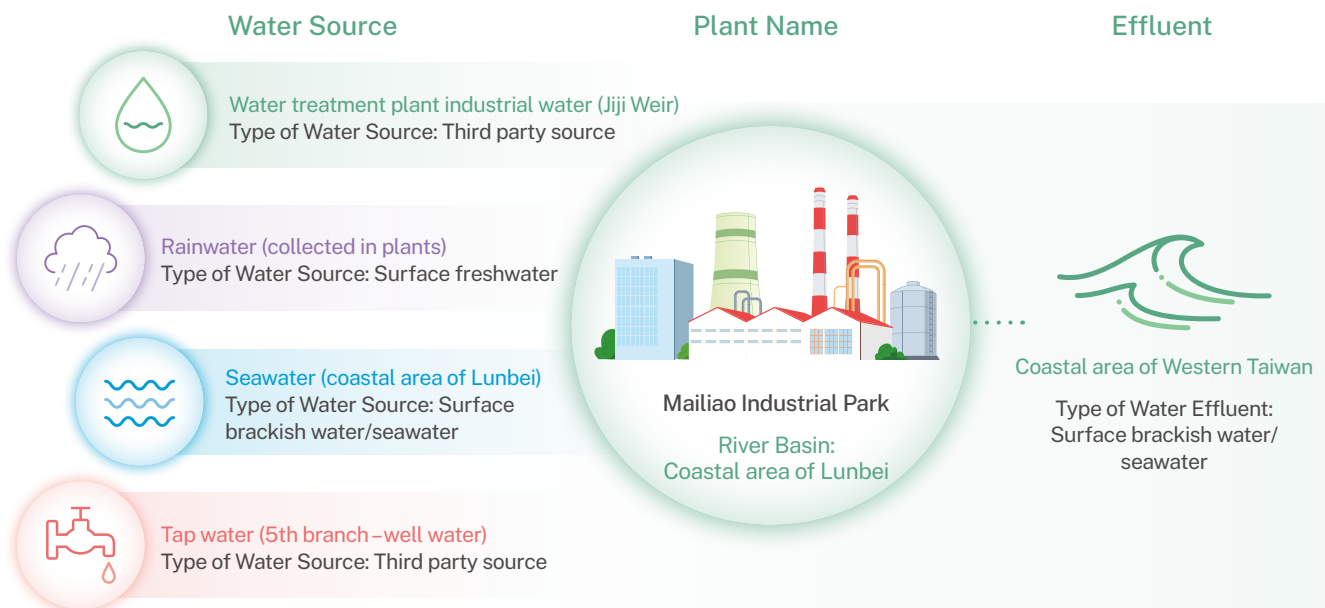 Water Source
Plant Name
Effluent
Water treatment plant industrial water (Jiji Weir)
Type of Water Source: Third party source
Rainwater (collected in plants)
Type of Water Source: Surface freshwater
Seawater (coastal area of Lunbei)
Type of Water Source: Surface
brackish water/seawater
Tap water (5th branch – well water)
Type of Water Source: Third party source
Mailiao Industrial Park
River Basin:
Coastal area of Lunbei
Coastal area of Western Taiwan
Type of Water Effluent:
Surface brackish water/
seawater